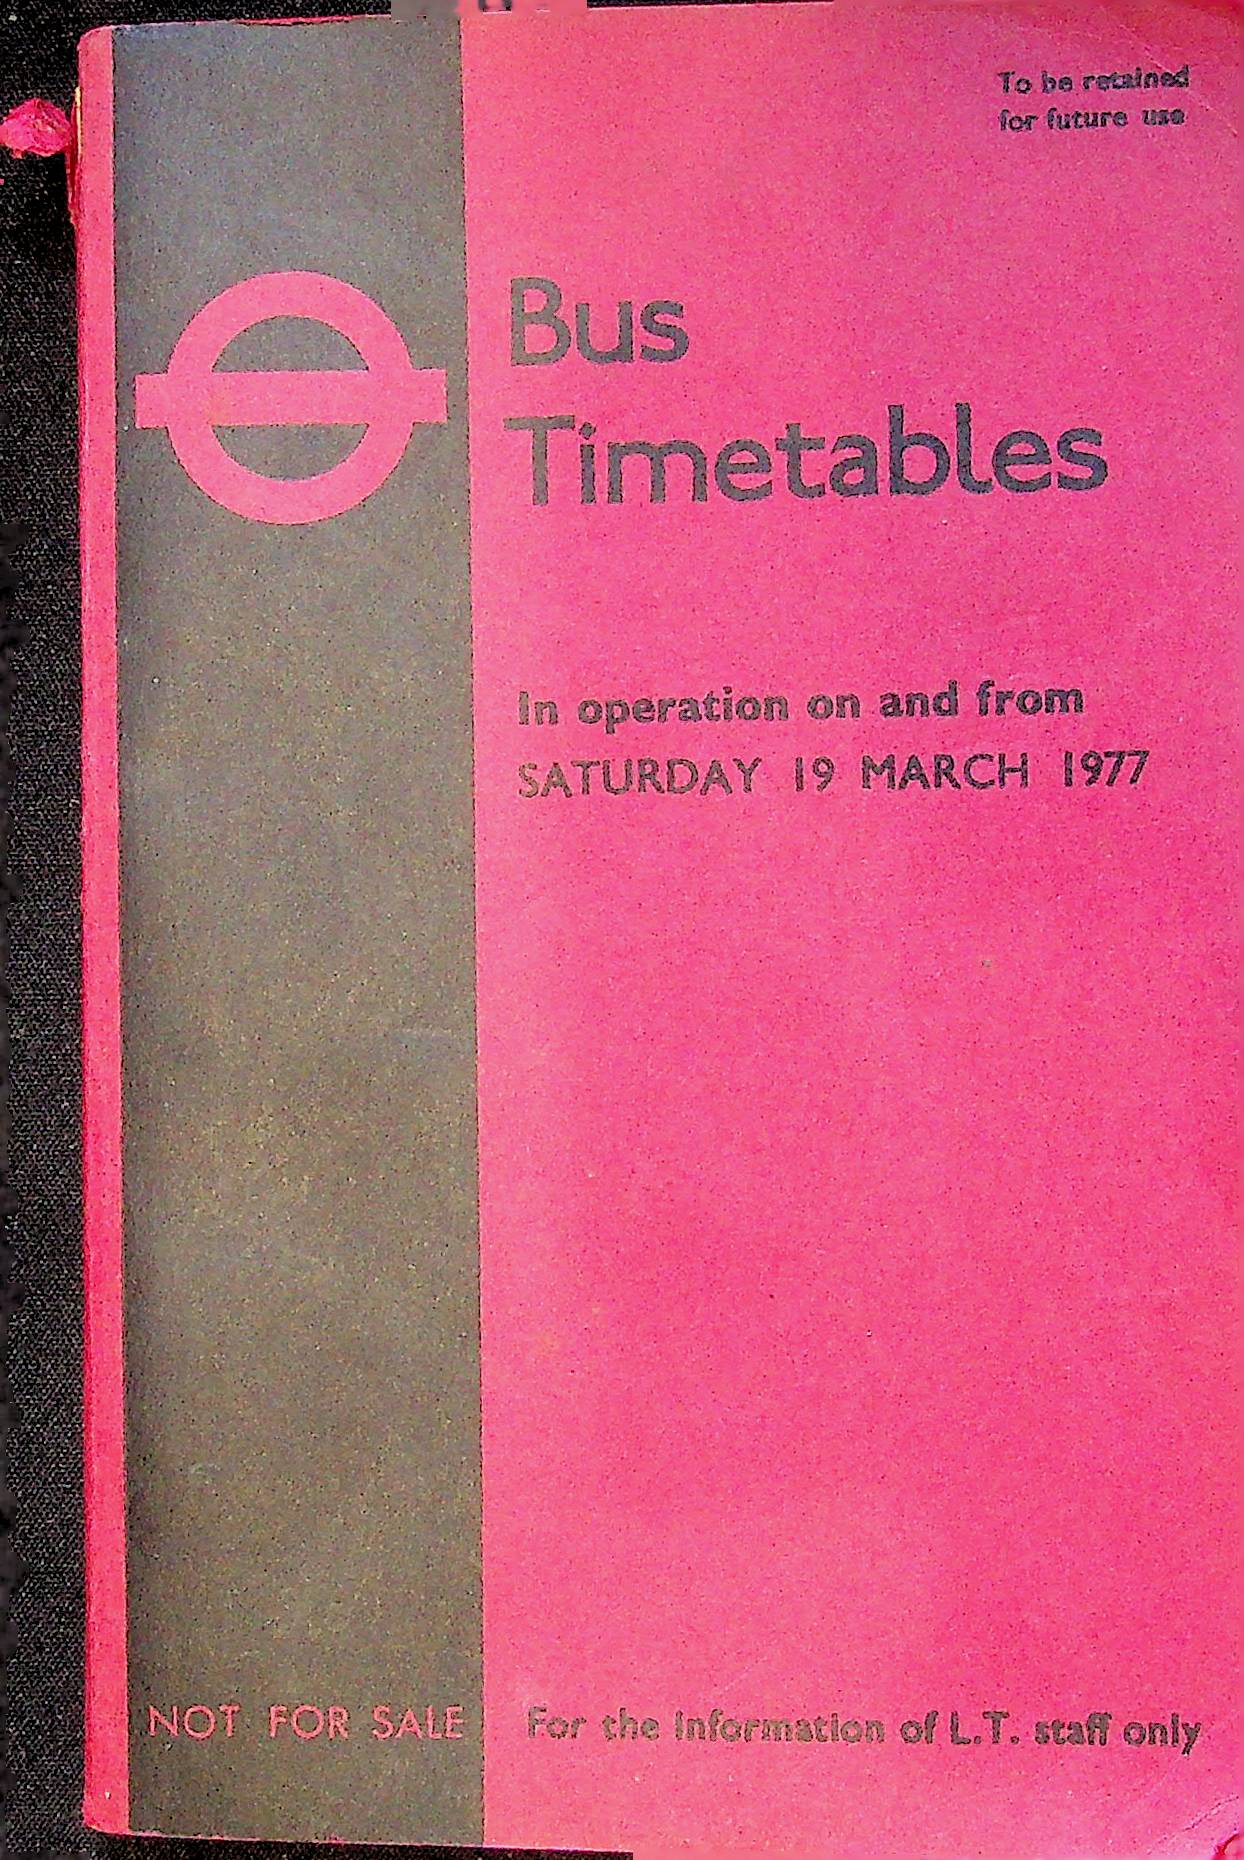 To be retained
for future use
Bus
Timetables
In operation on and from
SATURDAY 19 MARCH 1977
NOT FOR SALE
For the Information of L.T. staff only